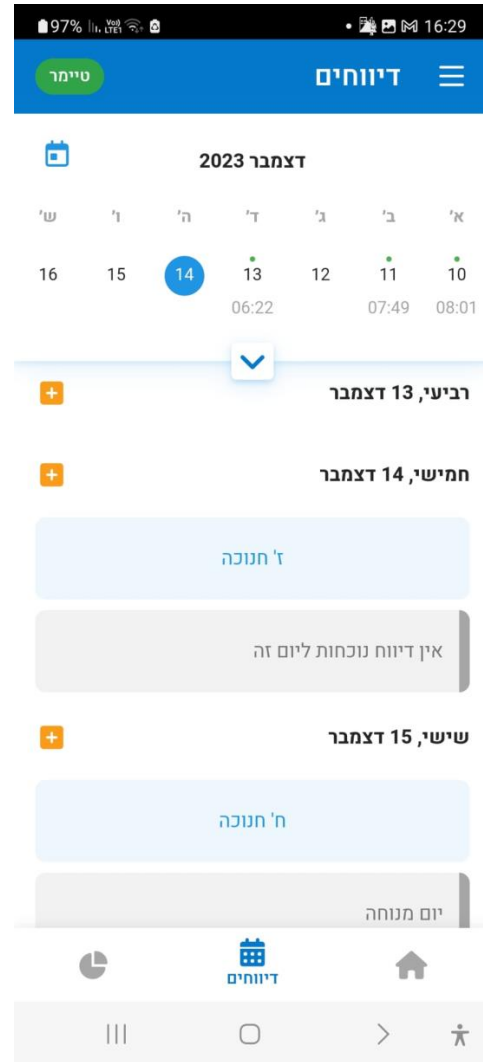 97% Vo)) LTE1 16:29
דיווחים טיימר
דצמבר 2023
א' ב' ג' ד' ה' ו' ש'
10 11 12 13 14 15 16
08:01 07:49 06:22
רביעי, 13 דצמבר
חמישי, 14 דצמבר
ז' חנוכה
אין דיווח נוכחות ליום זה
שישי, 15 דצמבר
ח' חנוכה
יום מנוחה
דיווחים